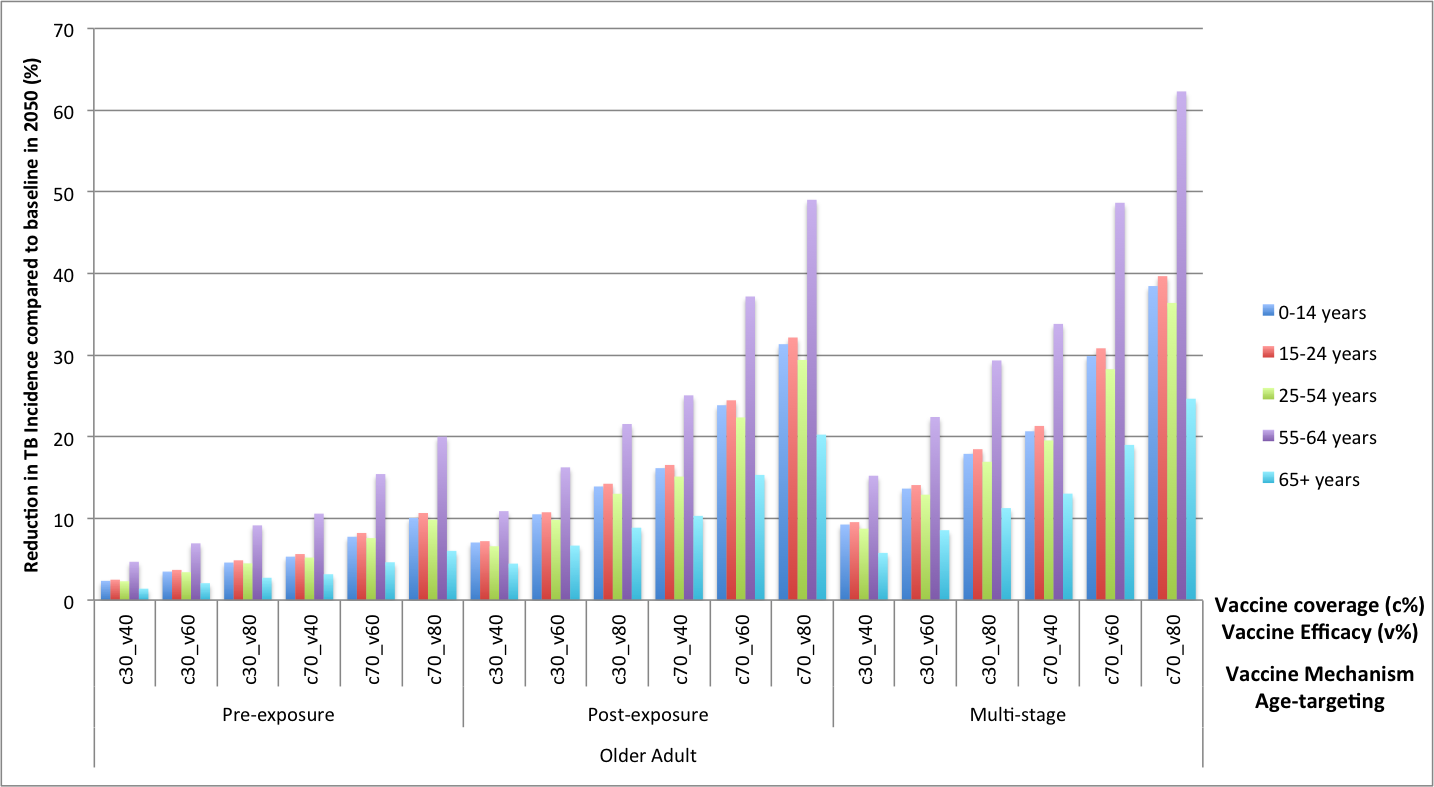 Reduction in TB Incidence compared to baseline in 2050 (%)
70
60
50
40
30
20
10
0
c30_v40
c30_v60
c30_v80
c70_v40
c70_v60
c70_v80
c30_v40
c30_v60
c30_v80
c70_v40
c70_v60
c70_v80
c30_v40
c30_v60
c30_v80
c70_v40
c70_v60
c70_v80
Pre-exposure
Post-exposure
Multi-stage
Older Adult
0-14 years
15-24 years
25-54 years
55-64 years
65+ years
Vaccine coverage (c%)
Vaccine Efficacy (v%)
Vaccine Mechanism
Age-targeting